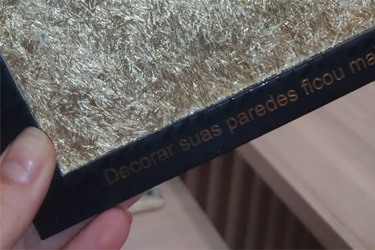 Decorar suas paredes ficou